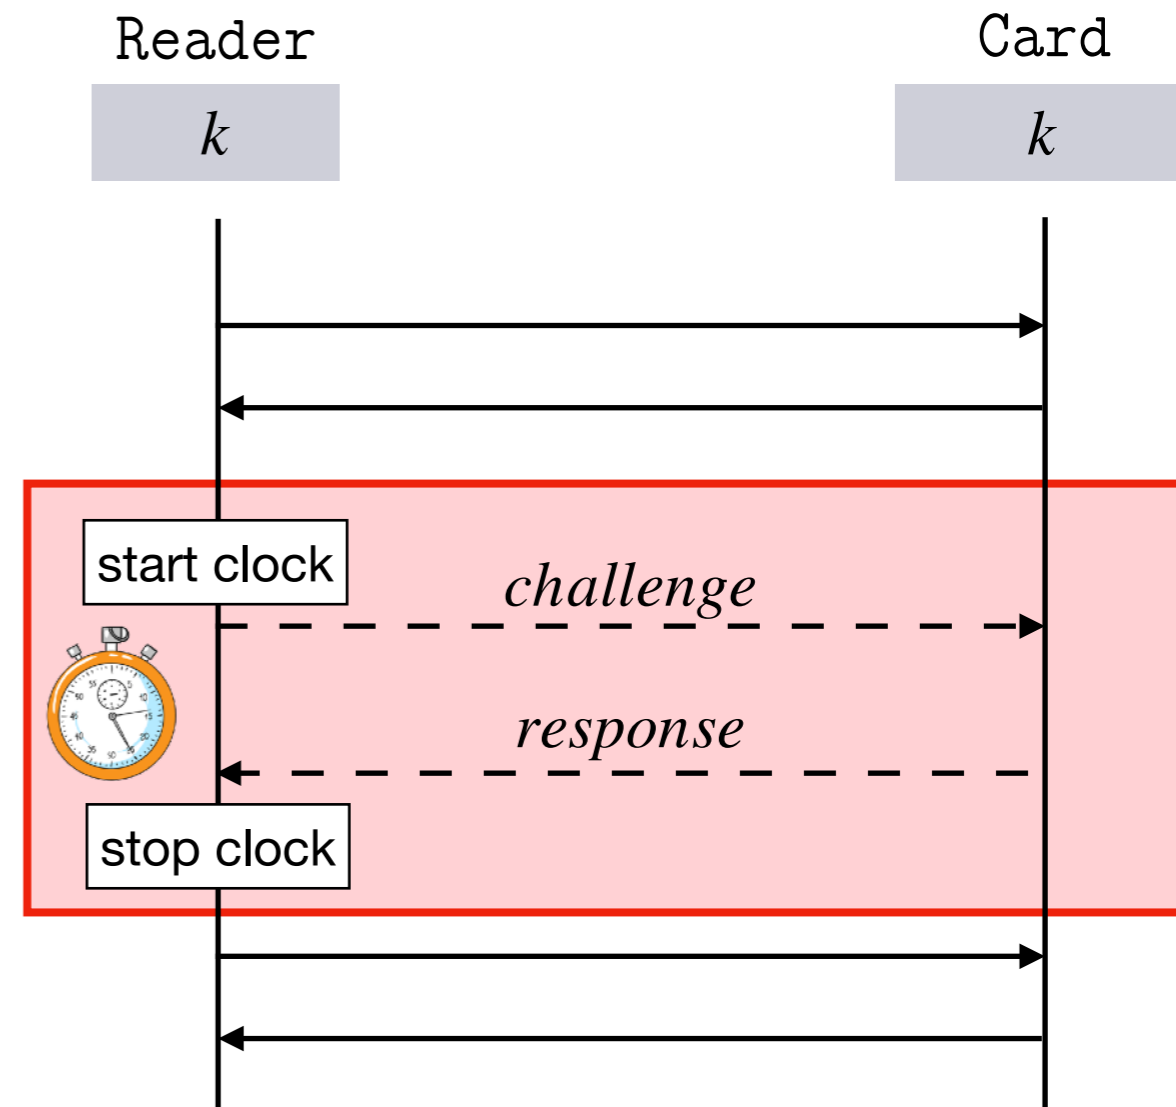 Reader
Card
k
k
start clock
challenge
response
stop clock